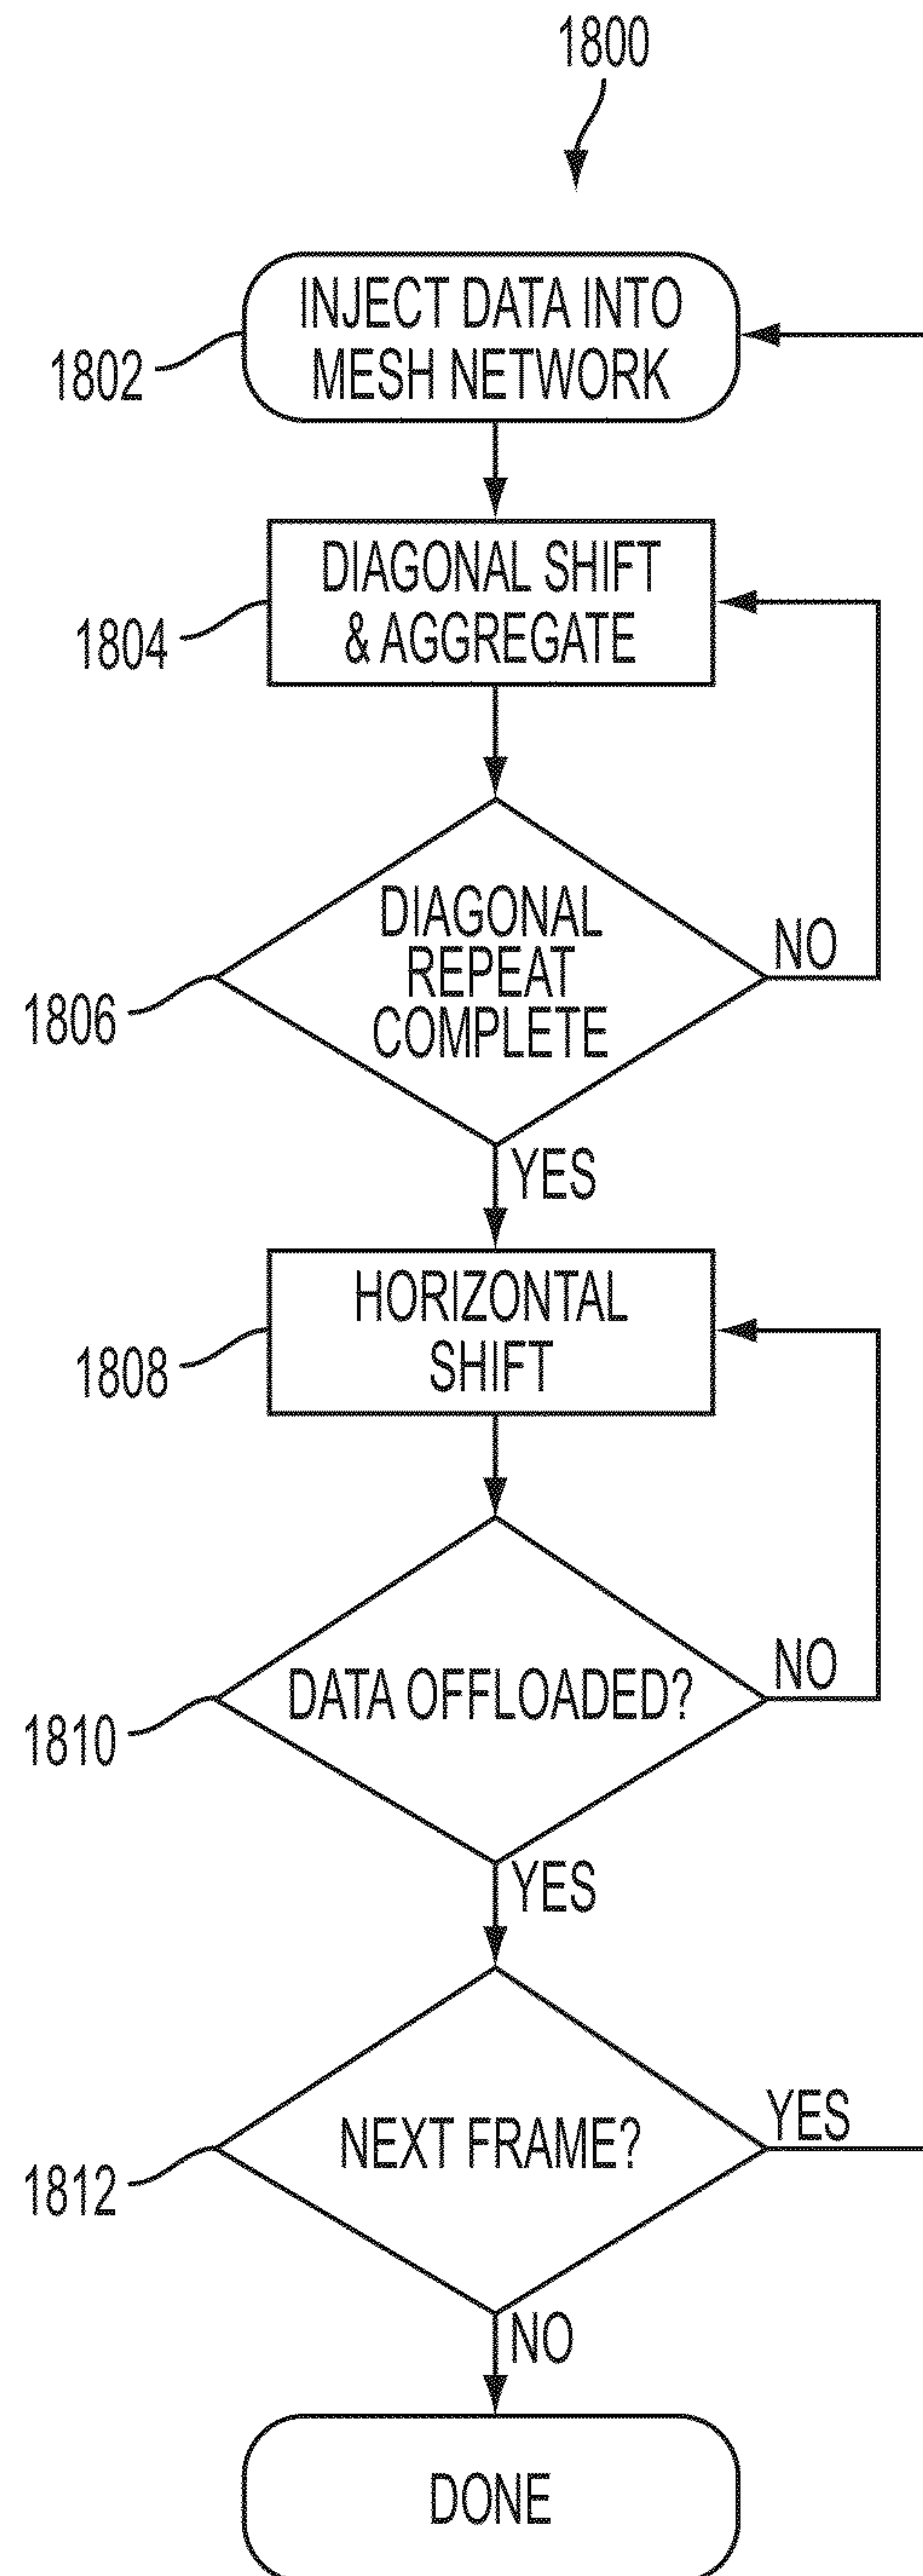 1800
INJECT DATA INTO
MESH NETWORK
1802
DIAGONAL SHIFT
& AGGREGATE
1804
DIAGONAL
REPEAT
COMPLETE
NO
1806
YES
HORIZONTAL
SHIFT
1808
DATA OFFLOADED?
NO
1810
YES
NEXT FRAME?
YES
1812
NO
DONE